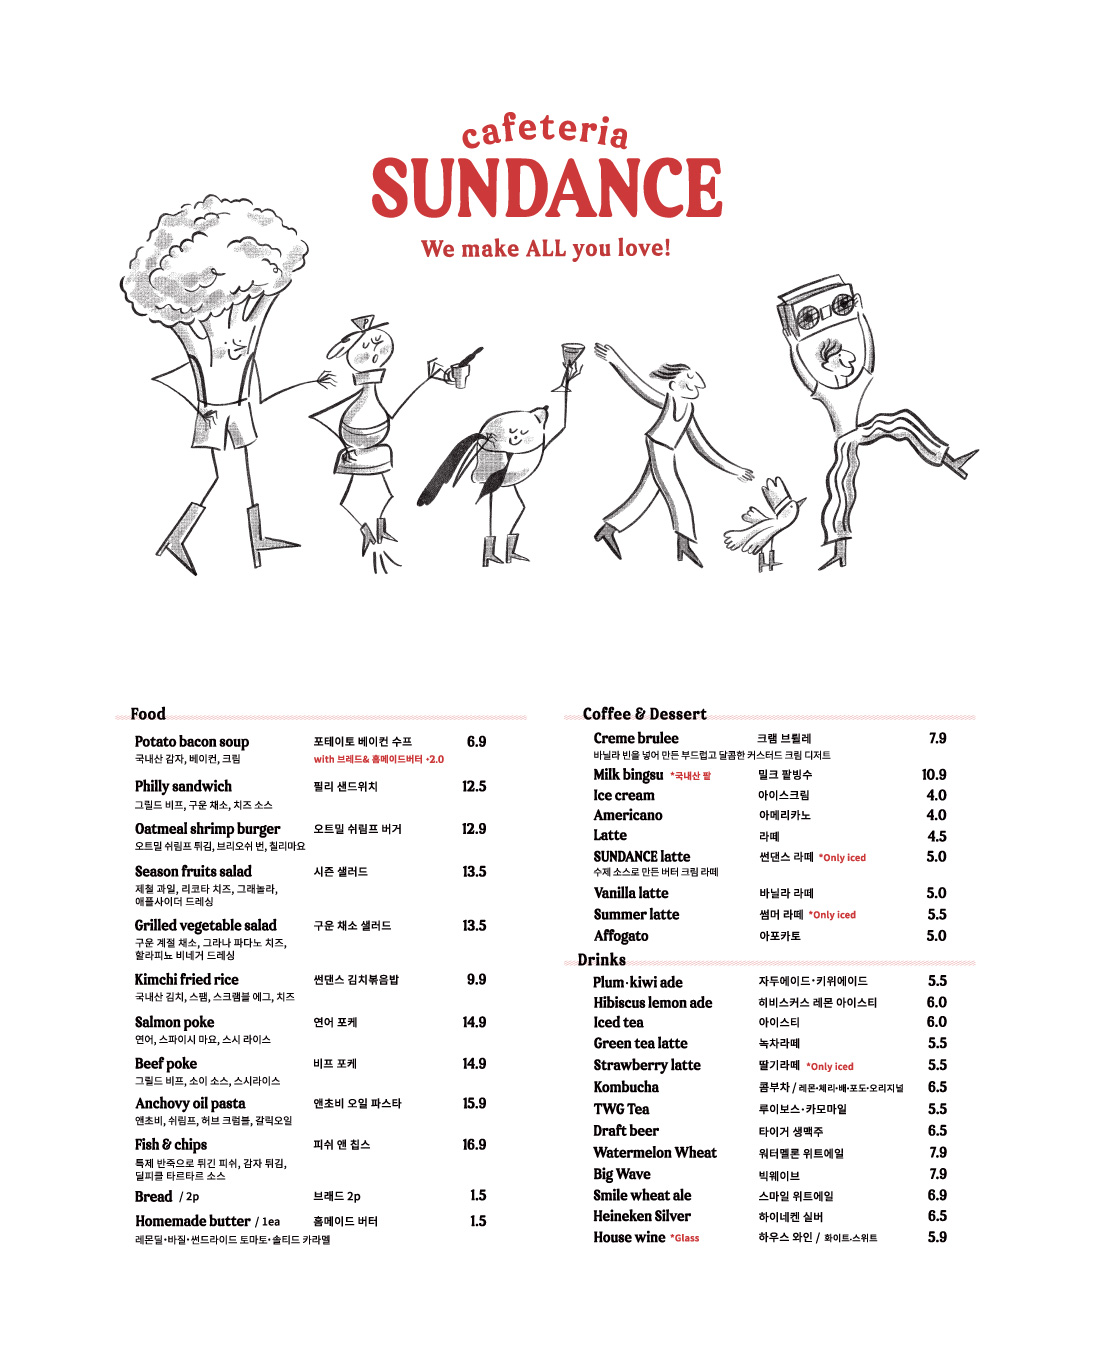 cafeteria
SUNDANCE
We make ALL you love!
Food
Potato bacon soup 포테이토 베이컨 수프 6.9
국내산 감자, 베이컨, 크림 with 브레드& 홈메이드버터 +2.0
Philly sandwich 필리 샌드위치 12.5
그릴드 비프, 구운 채소, 치즈 소스
Oatmeal shrimp burger 오트밀 쉬림프 버거 12.9
오트밀 쉬림프 튀김, 브리오쉬 번, 칠리마요
Season fruits salad 시즌 샐러드 13.5
제철 과일, 리코타 치즈, 그래놀라,
애플사이더 드레싱
Grilled vegetable salad 구운 채소 샐러드 13.5
구운 계절 채소, 그라나 파다노 치즈,
할라피뇨 비네거 드레싱
Kimchi fried rice 썬댄스 김치볶음밥 9.9
국내산 김치, 스팸, 스크램블 에그, 치즈
Salmon poke 연어 포케 14.9
연어, 스파이시 마요, 스시 라이스
Beef poke 비프 포케 14.9
그릴드 비프, 소이 소스, 스시라이스
Anchovy oil pasta 앤초비 오일 파스타 15.9
앤초비, 쉬림프, 허브 크럼블, 갈릭오일
Fish & chips 피쉬 앤 칩스 16.9
특제 반죽으로 튀긴 피쉬, 감자 튀김,
딜피클 타르타르 소스
Bread / 2p 브래드 2p 1.5
Homemade butter / 1ea 홈메이드 버터 1.5
레몬딜•바질•썬드라이드 토마토•솔티드 카라멜
Coffee & Dessert
Creme brulee 크램 브륄레 7.9
바닐라 빈을 넣어 만든 부드럽고 달콤한 커스터드 크림 디저트
Milk bingsu *국내산 팥 밀크 팥빙수 10.9
Ice cream 아이스크림 4.0
Americano 아메리카노 4.0
Latte 라떼 4.5
SUNDANCE latte 썬댄스 라떼 *Only iced 5.0
수제 소스로 만든 버터 크림 라떼
Vanilla latte 바닐라 라떼 5.0
Summer latte 썸머 라떼 *Only iced 5.5
Affogato 아포카토 5.0
Drinks
Plum·kiwi ade 자두에이드·키위에이드 5.5
Hibiscus lemon ade 히비스커스 레몬 아이스티 6.0
Iced tea 아이스티 6.0
Green tea latte 녹차라떼 5.5
Strawberry latte 딸기라떼 *Only iced 5.5
Kombucha 콤부차 / 레몬•체리•배•포도•오리지널 6.5
TWG Tea 루이보스·카모마일 5.5
Draft beer 타이거 생맥주 6.5
Watermelon Wheat 워터멜론 위트에일 7.9
Big Wave 빅웨이브 7.9
Smile wheat ale 스마일 위트에일 6.9
Heineken Silver 하이네켄 실버 6.5
House wine *Glass 하우스 와인 / 화이트•스위트 5.9